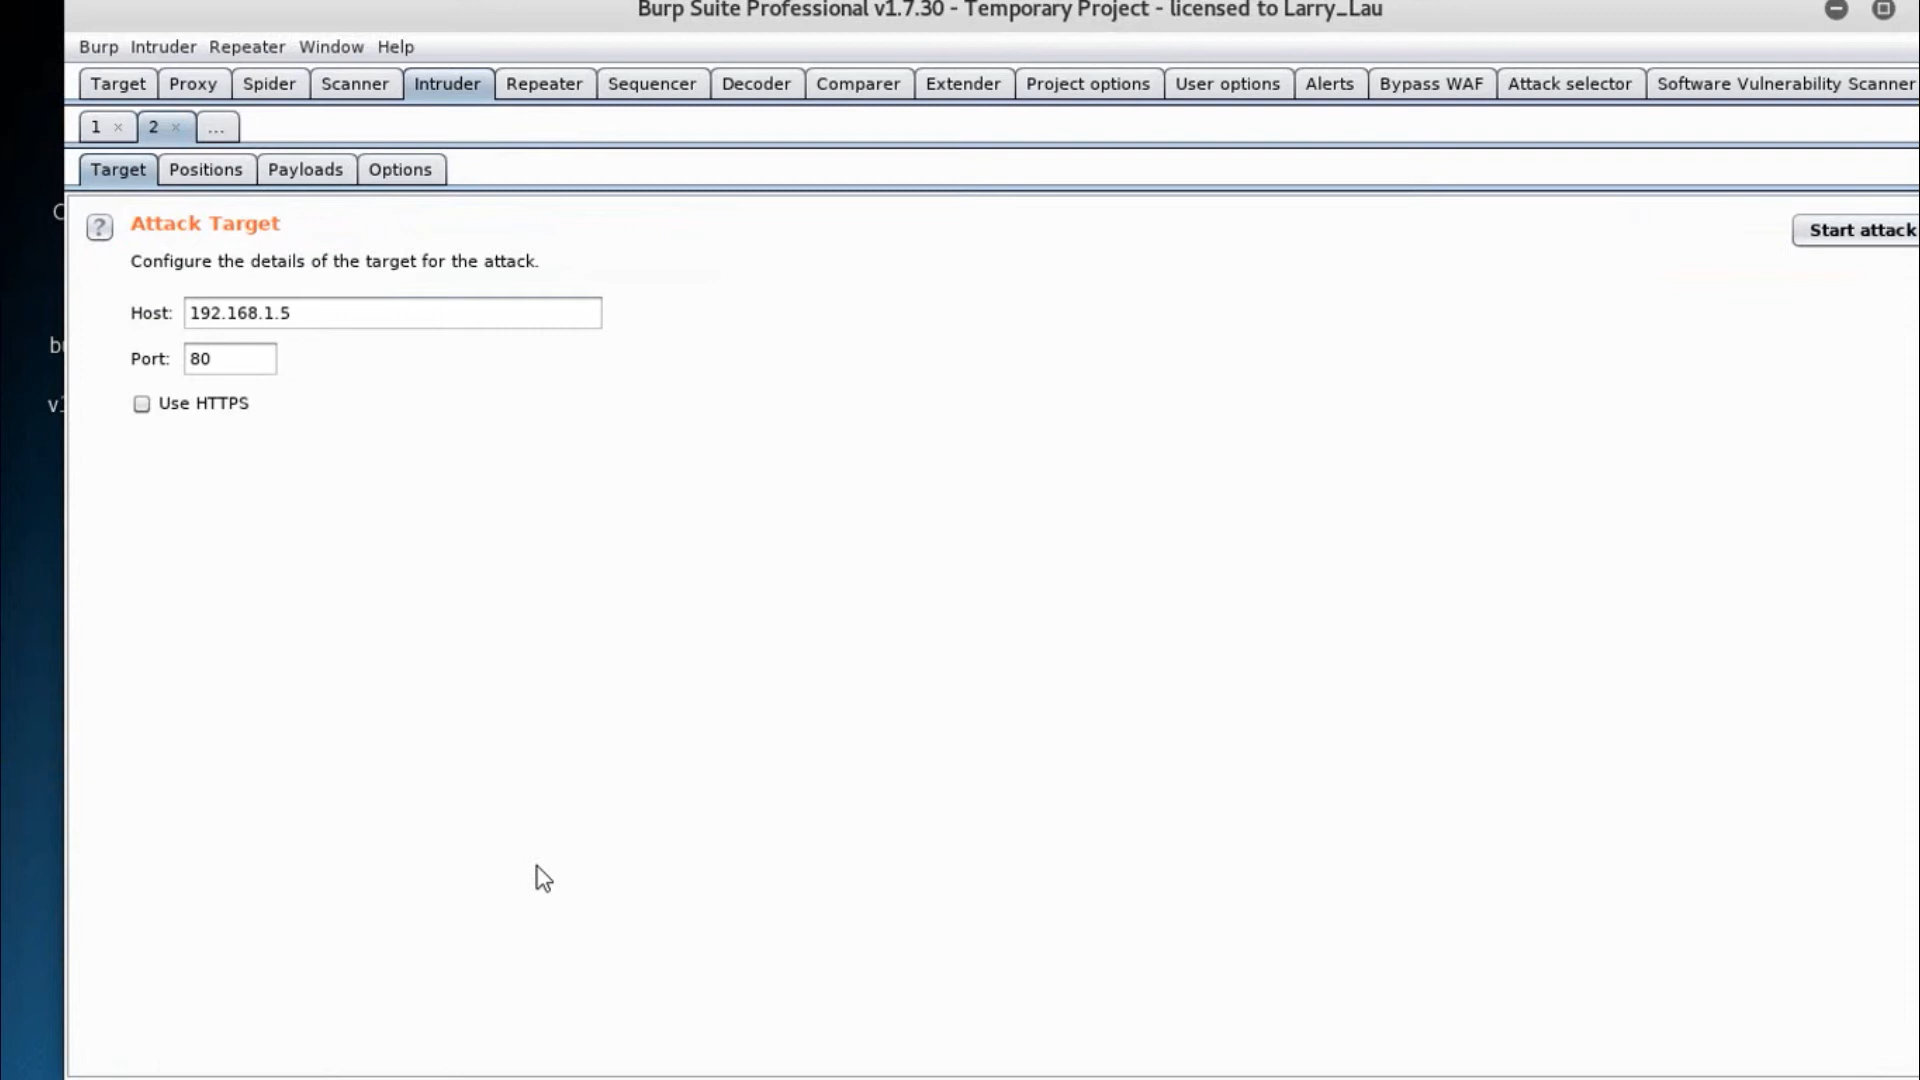 Burp Suite Professional v1.7.30 - Temporary Project - licensed to Larry_Lau
Burp Intruder Repeater Window Help
Target Proxy Spider Scanner Intruder Repeater Sequencer Decoder Comparer Extender Project options User options Alerts Bypass WAF Attack selector Software Vulnerability Scanner
1 × 2 × ...
Target Positions Payloads Options
? Attack Target
Start attack
Configure the details of the target for the attack.
Host: 192.168.1.5
Port: 80
Use HTTPS